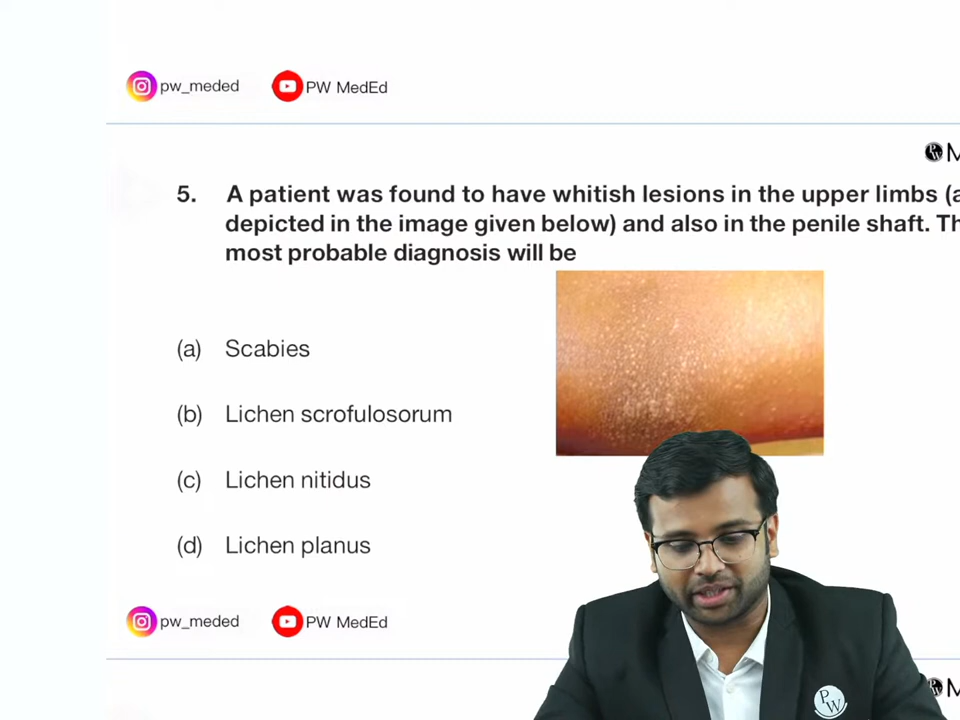 pw_meded PW MedEd
5. A patient was found to have whitish lesions in the upper limbs (a
depicted in the image given below) and also in the penile shaft. Th
most probable diagnosis will be
(a) Scabies
(b) Lichen scrofulosorum
(c) Lichen nitidus
(d) Lichen planus
pw_meded PW MedEd
PW